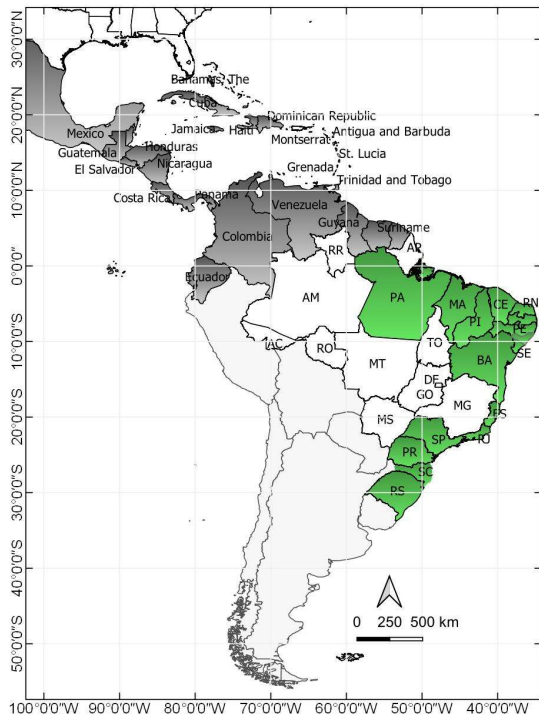 30°0'0"N
Bahamas, The
Cuba
20°0'0"N
Dominican Republic
Jamaica
Haiti
Mexico
Montserrat
Antigua and Barbuda
Guatemala
Honduras
St. Lucia
El Salvador
Nicaragua
Grenada
Trinidad and Tobago
10°0'0"N
Costa Rica
Panama
Venezuela
Guyana
Suriname
Colombia
RR
AP
0°0'0"
Ecuador
AM
PA
MA
CE
RN
PI
PE
10°0'0"S
AC
RO
TO
SE
MT
BA
DF
GO
MG
ES
20°0'0"S
MS
SP
RJ
PR
SC
RS
30°0'0"S
40°0'0"S
0 250 500 km
50°0'0"S
100°0'0"W 90°0'0"W 80°0'0"W 70°0'0"W 60°0'0"W 50°0'0"W 40°0'0"W